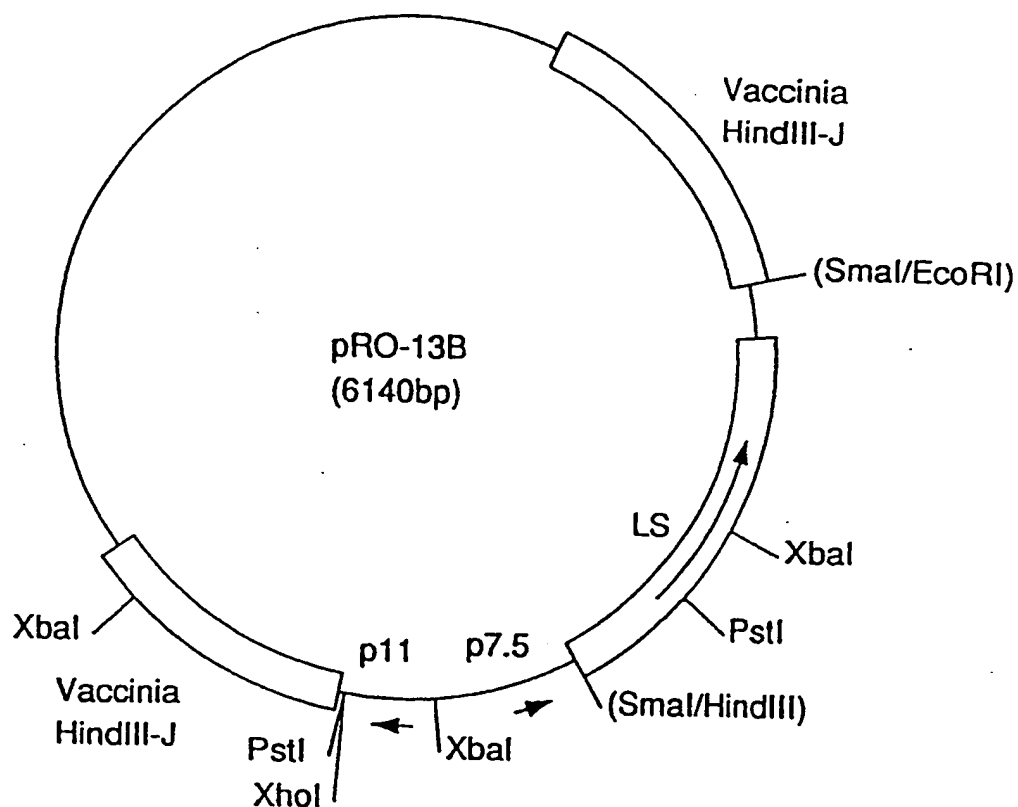 Vaccinia
HindIII-J
(SmaI/EcoRI)
pRO-13B
(6140bp)
LS
XbaI
PstI
XbaI
p11
p7.5
Vaccinia
HindIII-J
(SmaI/HindIII)
PstI
XbaI
XhoI